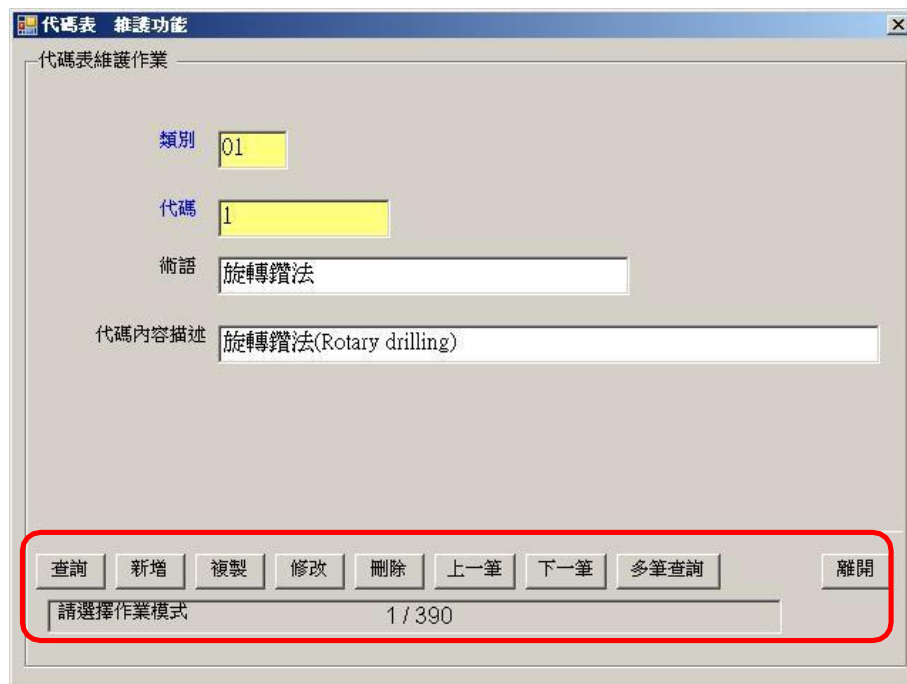 代碼表 維護功能
代碼表維護作業
類別 01
代碼 1
術語 旋轉鑽法
代碼內容描述 旋轉鑽法(Rotary drilling)
查詢 新增 複製 修改 刪除 上一筆 下一筆 多筆查詢 離開
請選擇作業模式 1 / 390